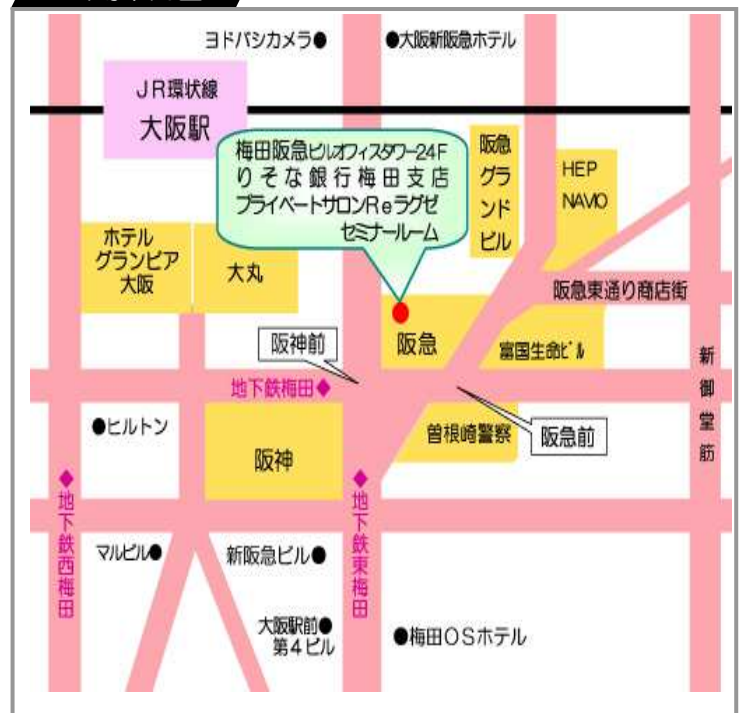 ヨドバシカメラ●
●大阪新阪急ホテル
JR環状線
大阪駅
梅田阪急ビルオフィスタワー24F
りそな銀行梅田支店
プライベートサロンReラグゼ
セミナールーム
阪急
グラ
ンド
ビル
HEP
NAVIO
ホテル
グランビア
大阪
大丸
阪急東通り商店街
阪神前
阪急
富国生命ビル
新御堂筋
地下鉄梅田◆
●ヒルトン
阪神
曽根崎警察
阪急前
◆地下鉄西梅田
◆地下鉄東梅田
マルビル●
新阪急ビル●
大阪駅前●
第4ビル
●梅田OSホテル